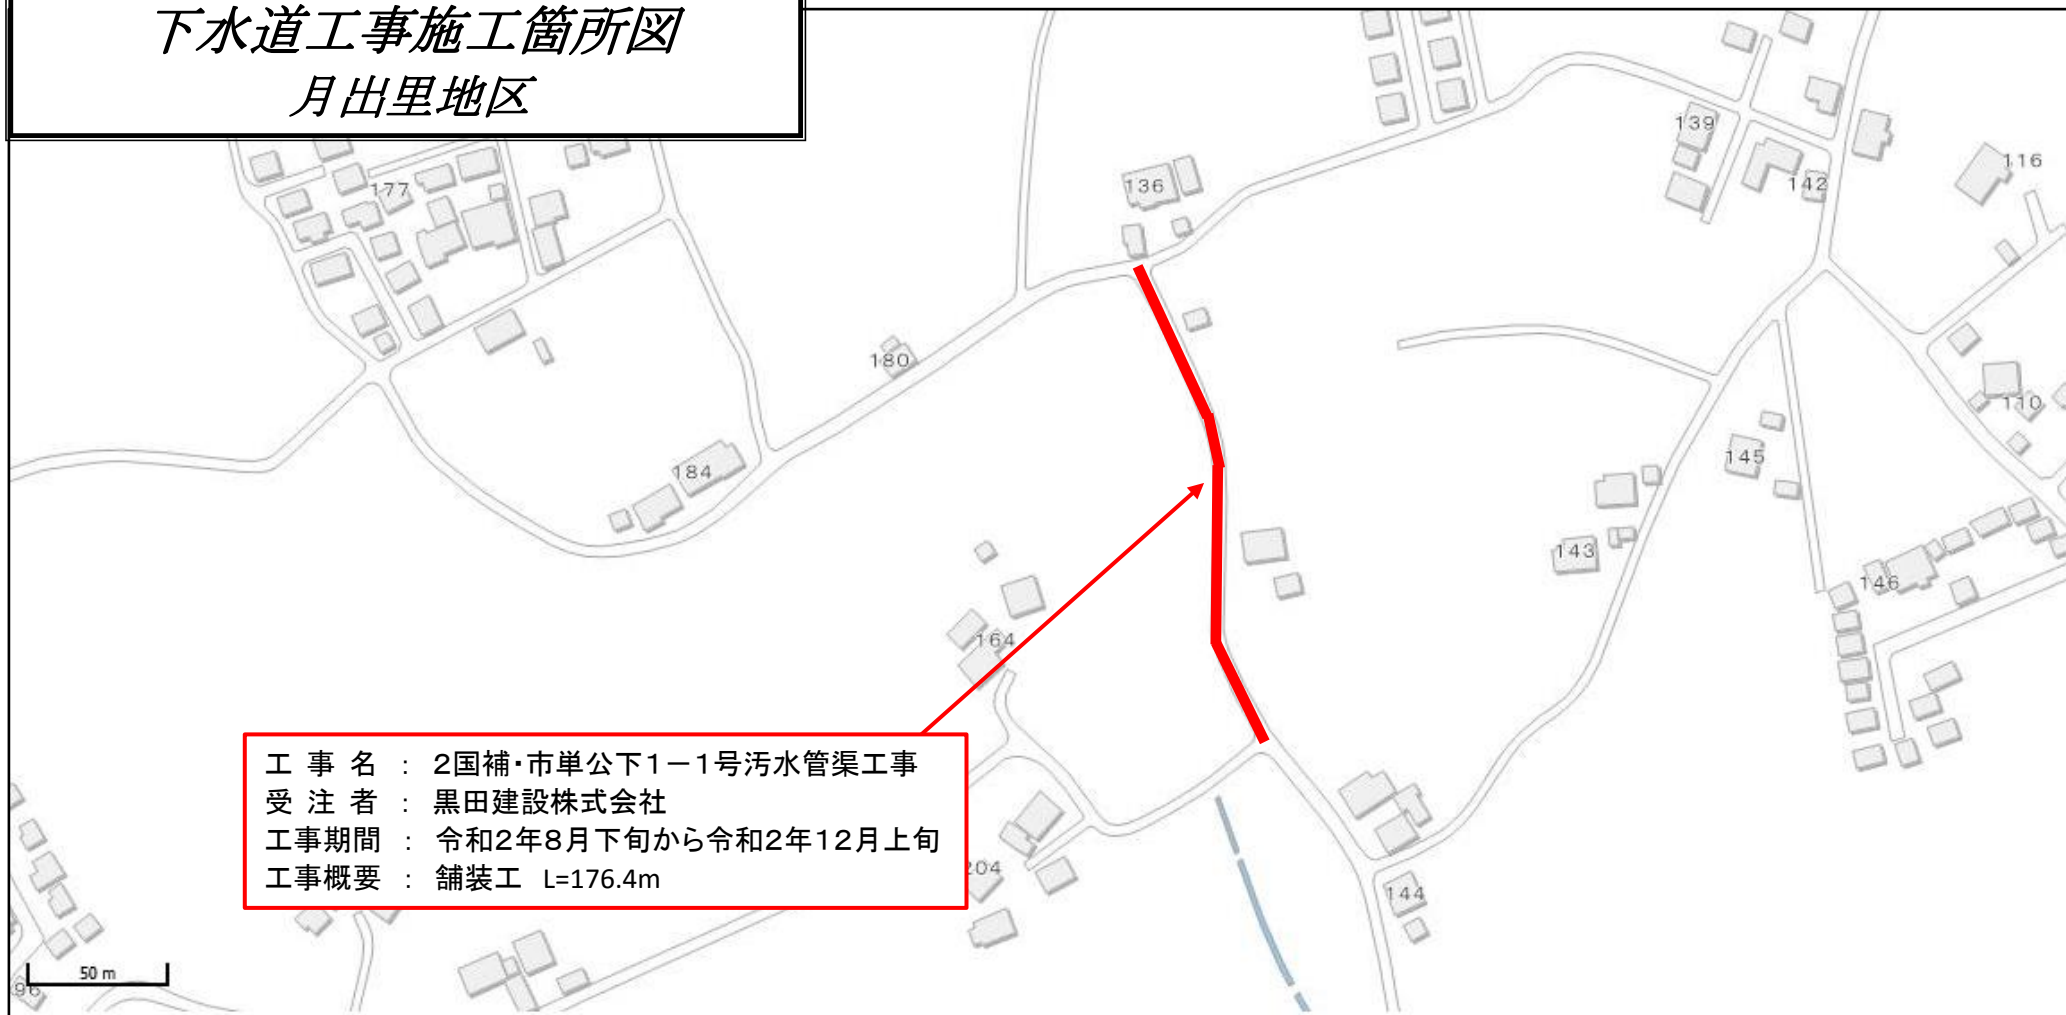 下水道工事施工箇所図
月出里地区
139
116
177
136
142
180
110
184
145
143
146
164
工 事 名 : 2国補・市単公下1－1号汚水管渠工事
受 注 者 : 黒田建設株式会社
工事期間 : 令和2年8月下旬から令和2年12月上旬
工事概要 : 舗装工 L=176.4m
204
144
50 m
96